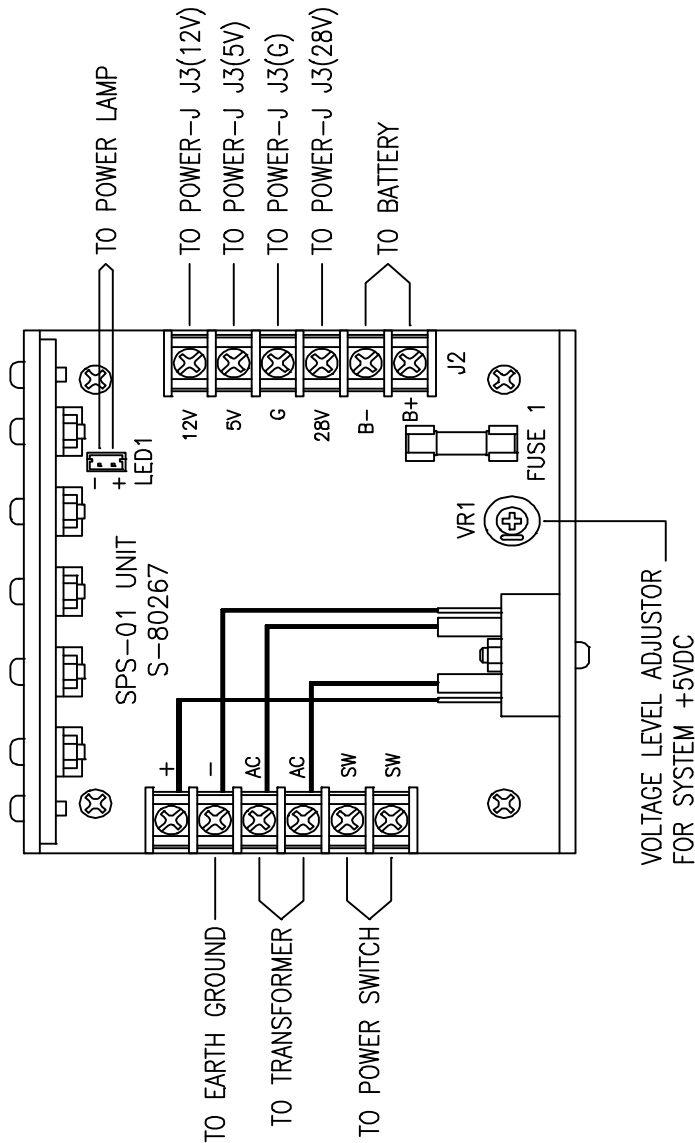 TO POWER LAMP
TO POWER-J J3(12V)
TO POWER-J J3(5V)
TO POWER-J J3(G)
TO POWER-J J3(28V)
TO BATTERY
-
+
LED1
12V
5V
G
28V
B-
B+
J2
FUSE 1
VR1
SPS-01 UNIT
S-80267
+
-
AC
AC
SW
SW
TO EARTH GROUND
TO TRANSFORMER
TO POWER SWITCH
VOLTAGE LEVEL ADJUSTOR
FOR SYSTEM +5VDC